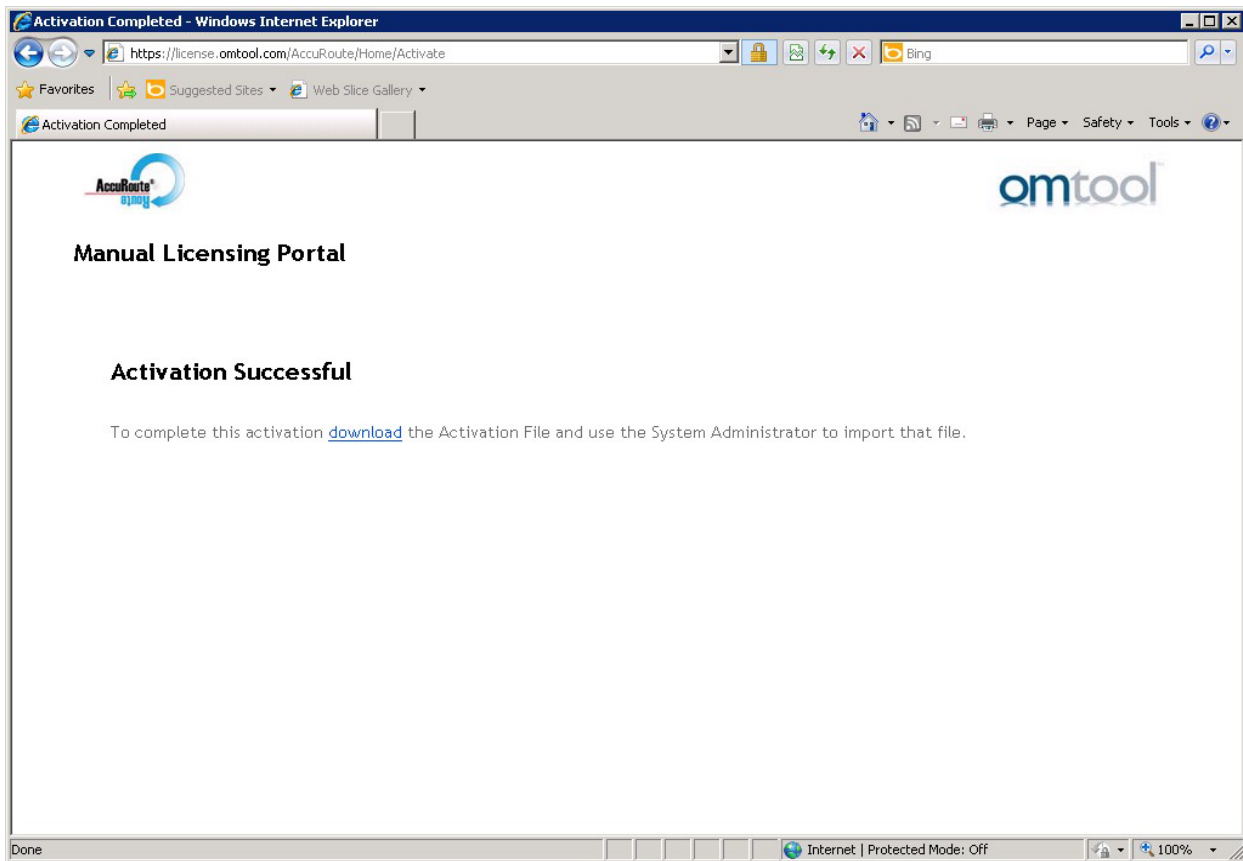 Activation Completed - Windows Internet Explorer
https://license.omtool.com/AccuRoute/Home/Activate
Bing
Favorites Suggested Sites Web Slice Gallery
Activation Completed
Page Safety Tools
AccuRoute®
Route
omtool
Manual Licensing Portal
Activation Successful
To complete this activation download the Activation File and use the System Administrator to import that file.
Done
Internet | Protected Mode: Off
100%